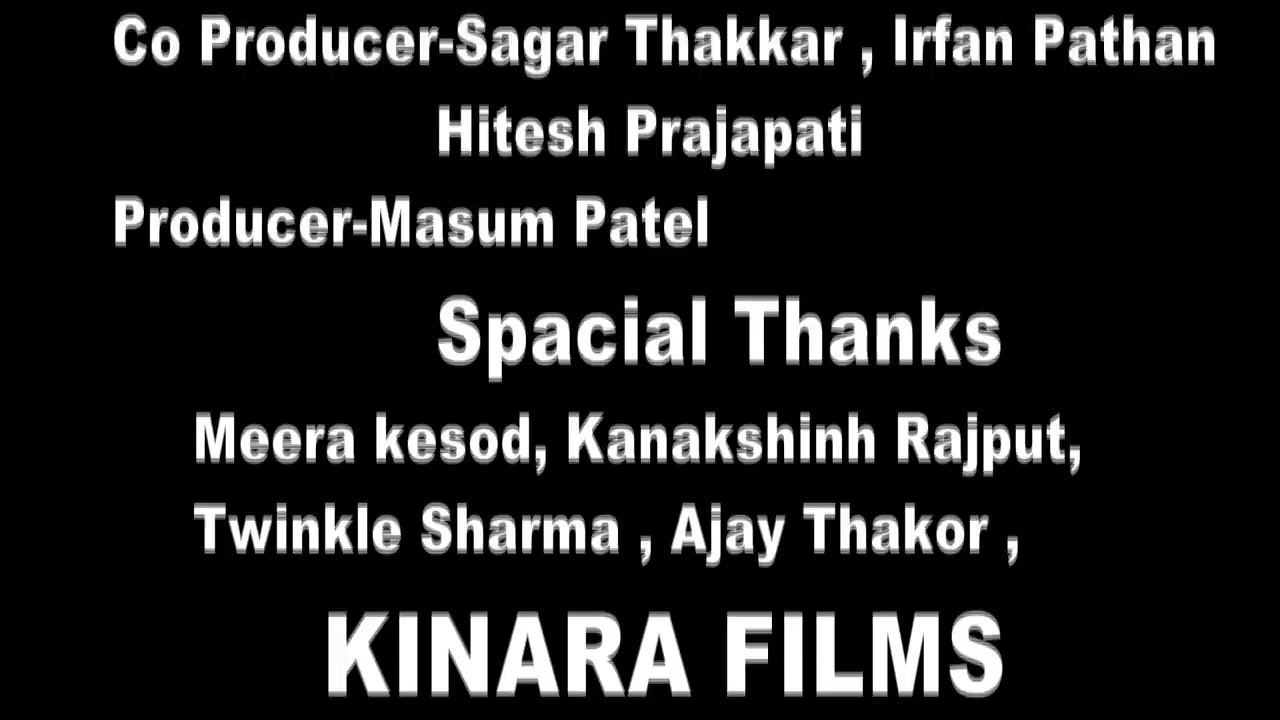 Co Producer-Sagar Thakkar , Irfan Pathan
Hitesh Prajapati
Producer-Masum Patel
Spacial Thanks
Meera kesod, Kanakshinh Rajput,
Twinkle Sharma , Ajay Thakor ,
KINARA FILMS